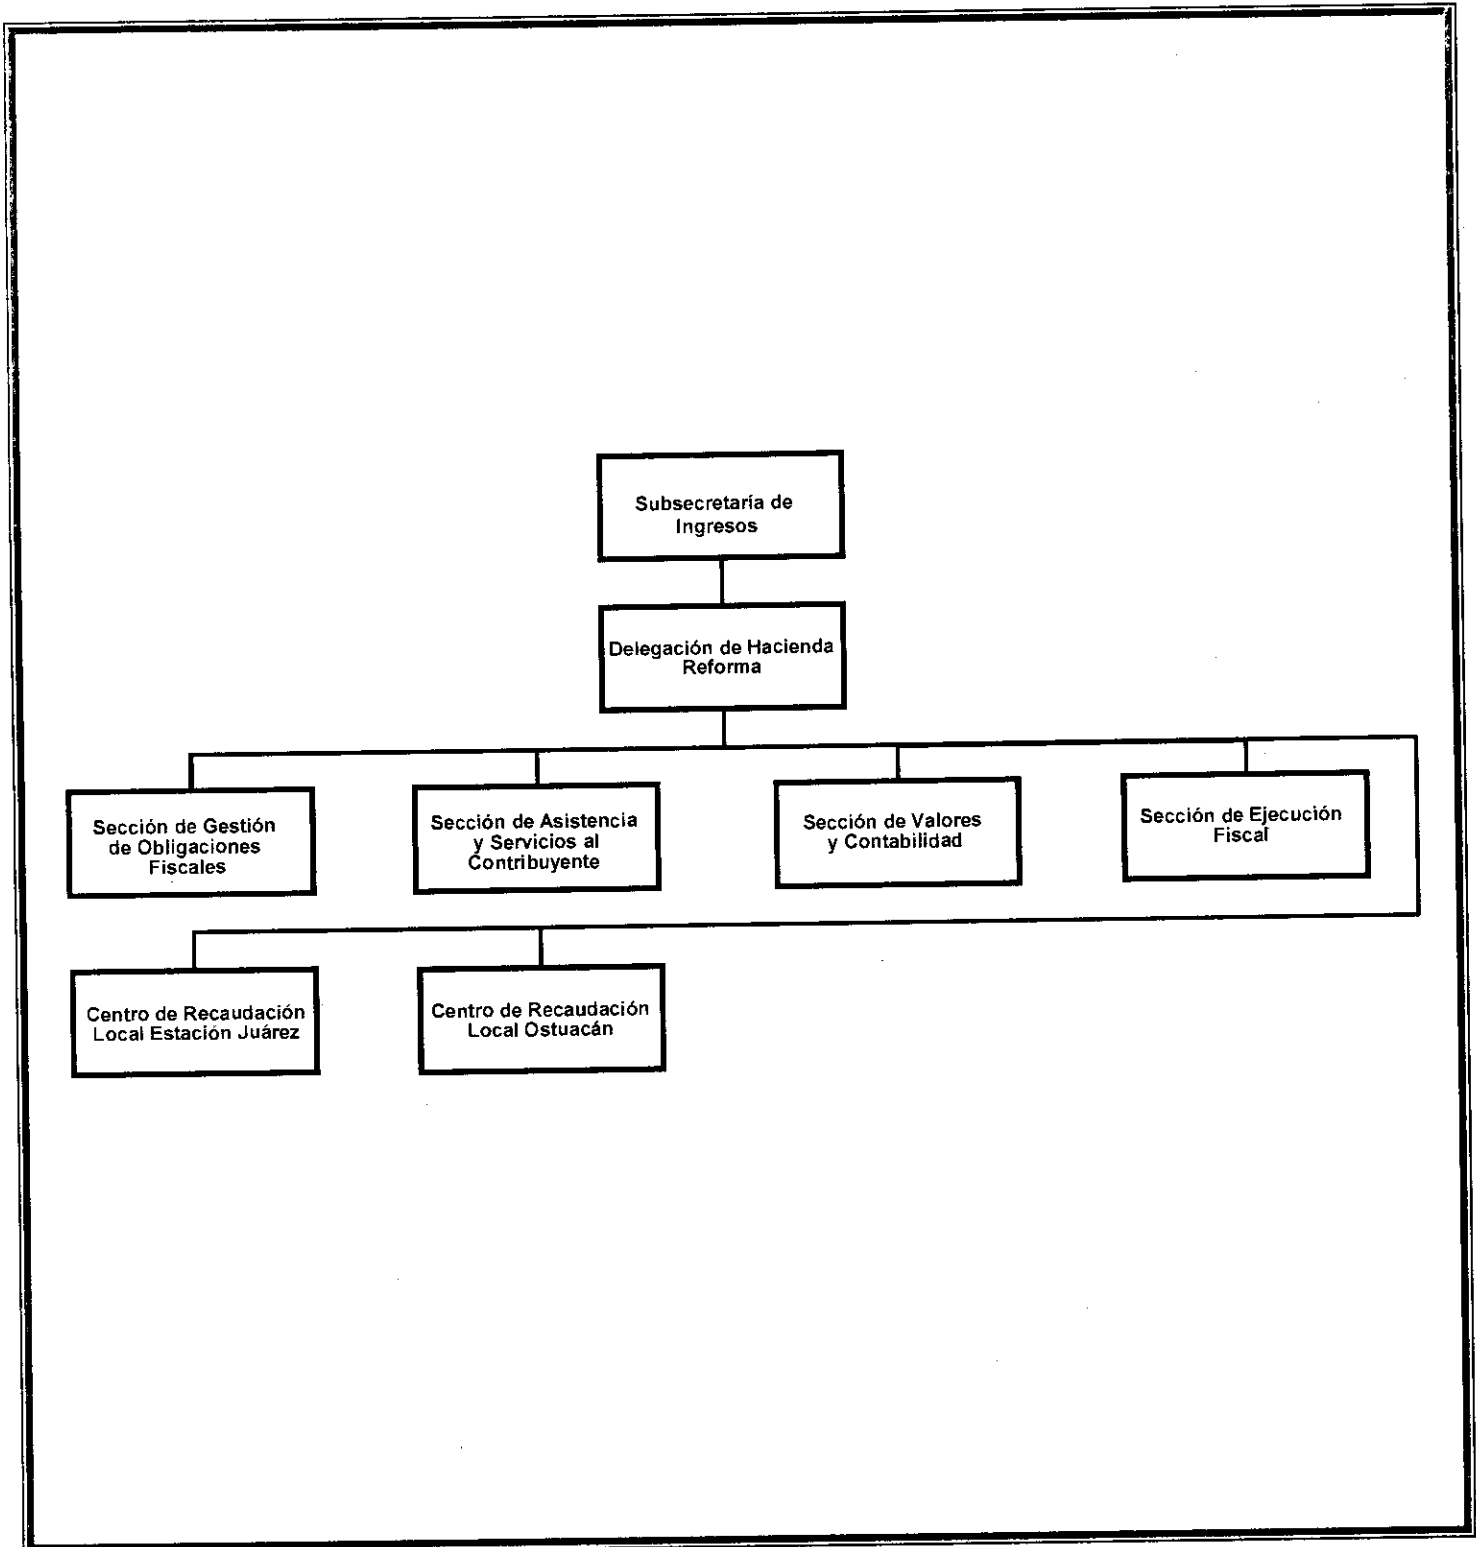 Subsecretaría de
Ingresos
Delegación de Hacienda
Reforma
Sección de Gestión
de Obligaciones
Fiscales
Sección de Asistencia
y Servicios al
Contribuyente
Sección de Valores
y Contabilidad
Sección de Ejecución
Fiscal
Centro de Recaudación
Local Estación Juárez
Centro de Recaudación
Local Ostuacán